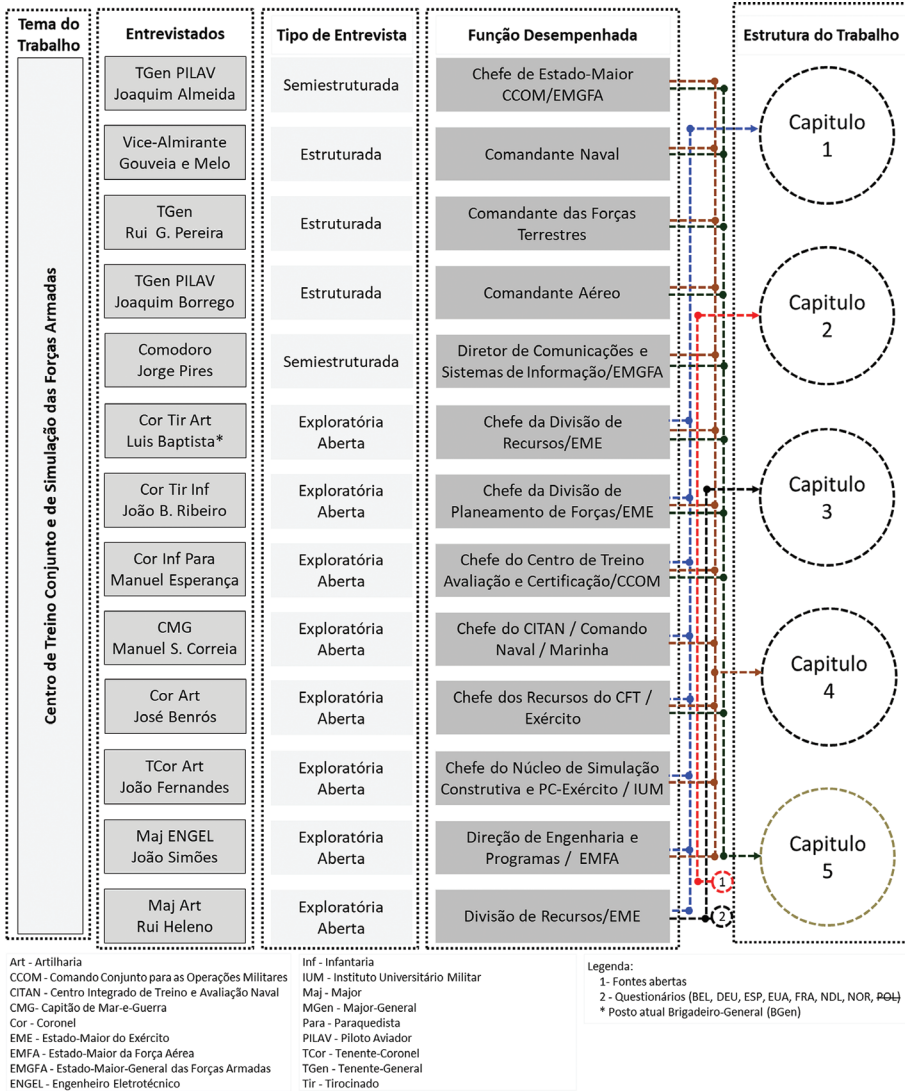 Tema do
Trabalho
Entrevistados
Tipo de Entrevista
Função Desempenhada
Estrutura do Trabalho
Centro de Treino Conjunto e de Simulação das Forças Armadas
TGen PILAV
Joaquim Almeida
Semiestruturada
Chefe de Estado-Maior
CCOM/EMGFA
Vice-Almirante
Gouveia e Melo
Estruturada
Comandante Naval
TGen
Rui G. Pereira
Estruturada
Comandante das Forças
Terrestres
TGen PILAV
Joaquim Borrego
Estruturada
Comandante Aéreo
Comodoro
Jorge Pires
Semiestruturada
Diretor de Comunicações e
Sistemas de Informação/EMGFA
Cor Tir Art
Luis Baptista*
Exploratória
Aberta
Chefe da Divisão de
Recursos/EME
Cor Tir Inf
João B. Ribeiro
Exploratória
Aberta
Chefe da Divisão de
Planeamento de Forças/EME
Cor Inf Para
Manuel Esperança
Exploratória
Aberta
Chefe do Centro de Treino
Avaliação e Certificação/CCOM
CMG
Manuel S. Correia
Exploratória
Aberta
Chefe do CITAN / Comando
Naval / Marinha
Cor Art
José Benrós
Exploratória
Aberta
Chefe dos Recursos do CFT /
Exército
TCor Art
João Fernandes
Exploratória
Aberta
Chefe do Núcleo de Simulação
Construtiva e PC-Exército / IUM
Maj ENGEL
João Simões
Exploratória
Aberta
Direção de Engenharia e
Programas / EMFA
Maj Art
Rui Heleno
Exploratória
Aberta
Divisão de Recursos/EME
Capitulo
1
Capitulo
2
Capitulo
3
Capitulo
4
Capitulo
5
1
2
Art - Artilharia
CCOM - Comando Conjunto para as Operações Militares
CITAN - Centro Integrado de Treino e Avaliação Naval
CMG- Capitão de Mar-e-Guerra
Cor - Coronel
EME - Estado-Maior do Exército
EMFA - Estado-Maior da Força Aérea
EMGFA - Estado-Maior-General das Forças Armadas
ENGEL - Engenheiro Eletrotécnico
Inf - Infantaria
IUM - Instituto Universitário Militar
Maj - Major
MGen - Major-General
Para - Paraquedista
PILAV - Piloto Aviador
TCor - Tenente-Coronel
TGen - Tenente-General
Tir - Tirocinado
Legenda:
1- Fontes abertas
2 - Questionários (BEL, DEU, ESP, EUA, FRA, NDL, NOR, POL)
* Posto atual Brigadeiro-General (BGen)